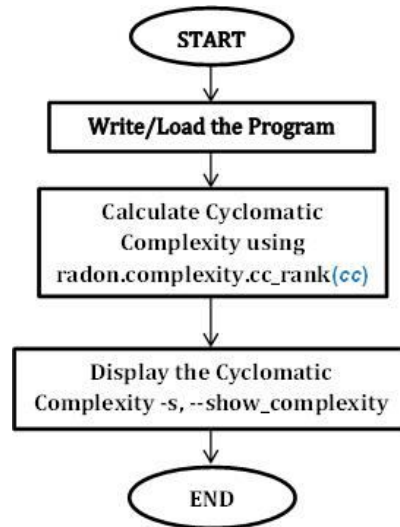 START
Write/Load the Program
Calculate Cyclomatic
Complexity using
radon.complexity.cc_rank(cc)
Display the Cyclomatic
Complexity -s, --show_complexity
END